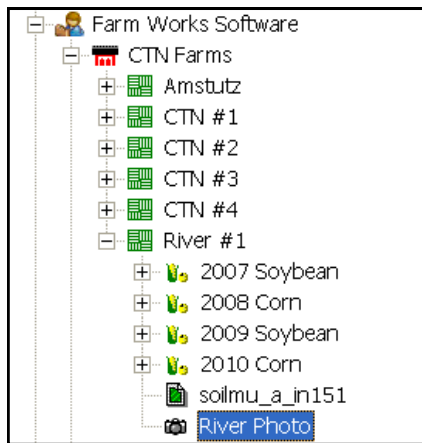 Farm Works Software
CTN Farms
Amstutz
CTN #1
CTN #2
CTN #3
CTN #4
River #1
2007 Soybean
2008 Corn
2009 Soybean
2010 Corn
soilmu_a_in151
River Photo